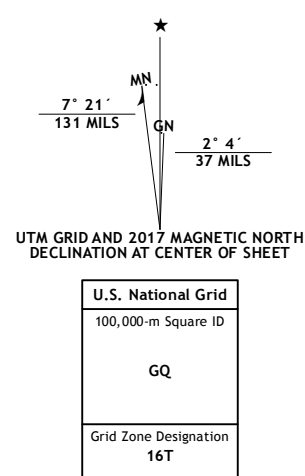 ★
MN
7° 21´
131 MILS
GN
2° 4´
37 MILS
UTM GRID AND 2017 MAGNETIC NORTH
DECLINATION AT CENTER OF SHEET
U.S. National Grid
100,000-m Square ID
GQ
Grid Zone Designation
16T